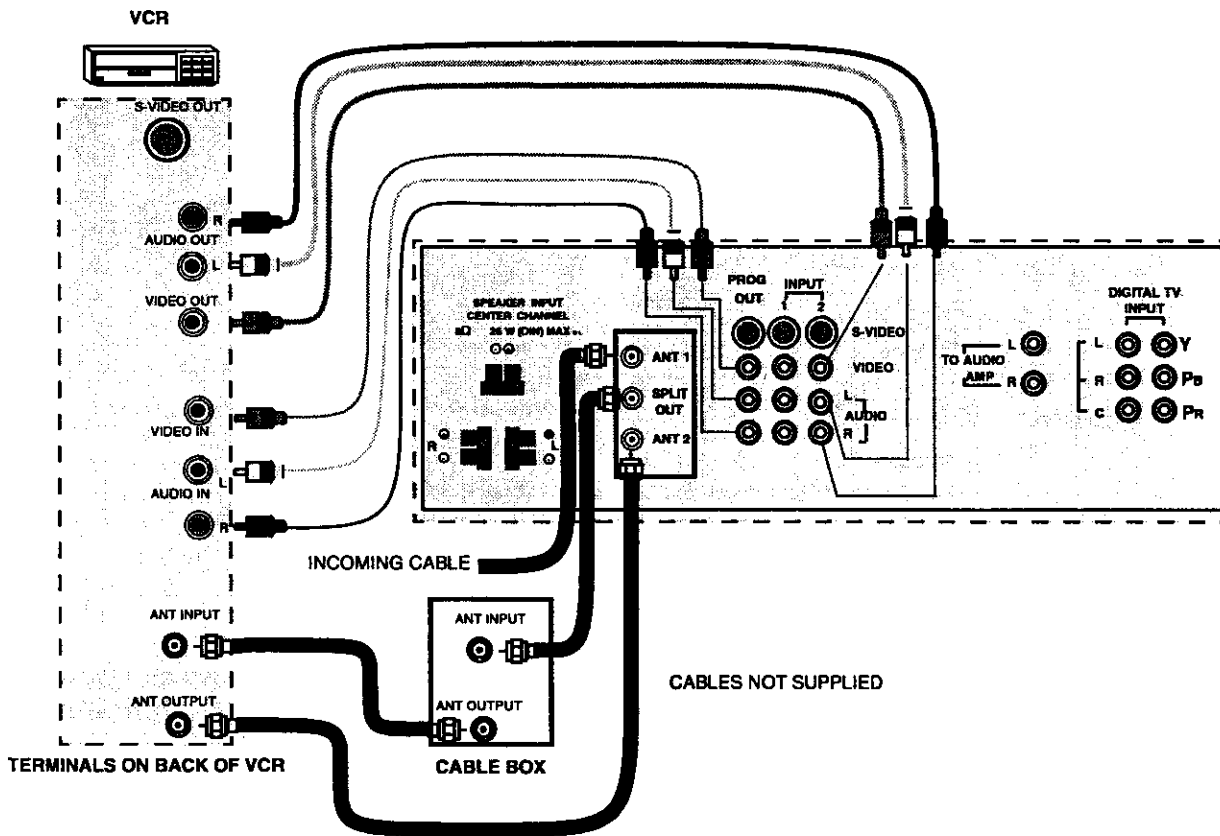 VCR
S-VIDEO OUT
R
AUDIO OUT
L
VIDEO OUT
VIDEO IN
L
AUDIO IN
R
ANT INPUT
ANT OUTPUT
TERMINALS ON BACK OF VCR
SPEAKER INPUT
CENTER CHANNEL
8Ω 25 W (DIN) MAX
R
L
ANT 1
SPLIT
OUT
ANT 2
PROG
OUT
INPUT
1
2
S-VIDEO
VIDEO
L
AUDIO
R
TO AUDIO
AMP
L
R
DIGITAL TV
INPUT
L
Y
R
PB
C
PR
INCOMING CABLE
ANT INPUT
ANT OUTPUT
CABLE BOX
CABLES NOT SUPPLIED